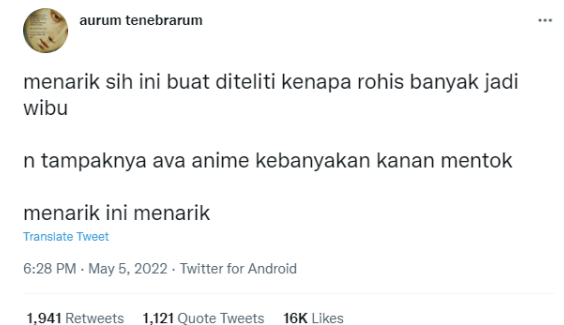 aurum tenebrarum
menarik sih ini buat diteliti kenapa rohis banyak jadi
wibu
n tampaknya ava anime kebanyakan kanan mentok
menarik ini menarik
Translate Tweet
6:28 PM · May 5, 2022 · Twitter for Android
1,941 Retweets 1,121 Quote Tweets 16K Likes